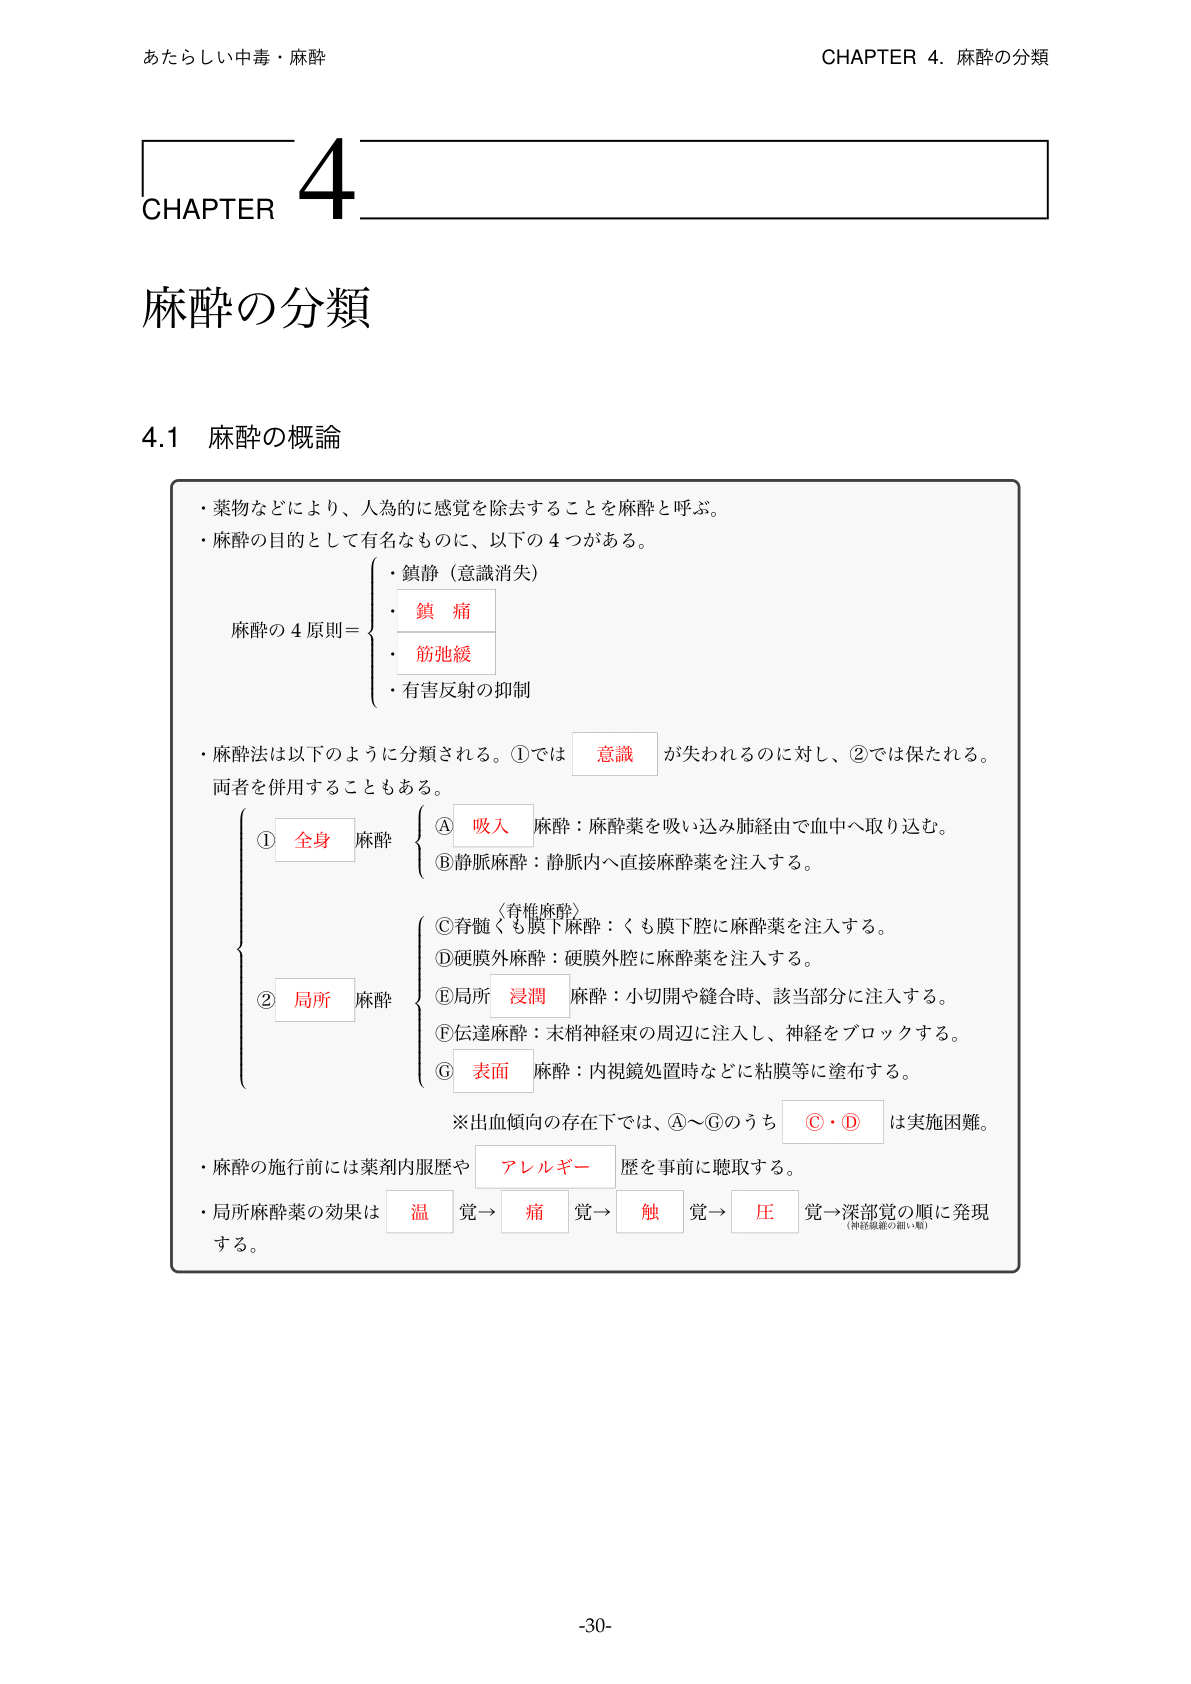 あたらしい中毒・麻酔
CHAPTER 4. 麻酔の分類
CHAPTER 4
麻酔の分類
4.1 麻酔の概論
・薬物などにより、人為的に感覚を除去することを麻酔と呼ぶ。
・麻酔の目的として有名なものに、以下の 4 つがある。
麻酔の 4 原則＝
・鎮静（意識消失）
・鎮 痛
・筋弛緩
・有害反射の抑制
・麻酔法は以下のように分類される。①では 意識 が失われるのに対し、②では保たれる。
両者を併用することもある。
① 全身 麻酔
Ⓐ 吸入 麻酔：麻酔薬を吸い込み肺経由で血中へ取り込む。
Ⓑ静脈麻酔：静脈内へ直接麻酔薬を注入する。
〈脊椎麻酔〉
Ⓒ脊髄くも膜下麻酔：くも膜下腔に麻酔薬を注入する。
Ⓓ硬膜外麻酔：硬膜外腔に麻酔薬を注入する。
② 局所 麻酔
Ⓔ局所 浸潤 麻酔：小切開や縫合時、該当部分に注入する。
Ⓕ伝達麻酔：末梢神経束の周辺に注入し、神経をブロックする。
Ⓖ 表面 麻酔：内視鏡処置時などに粘膜等に塗布する。
※出血傾向の存在下では、Ⓐ～Ⓖのうち Ⓒ・Ⓓ は実施困難。
・麻酔の施行前には薬剤内服歴や アレルギー 歴を事前に聴取する。
・局所麻酔薬の効果は 温 覚→ 痛 覚→ 触 覚→ 圧 覚→深部覚の順に発現
（神経線維の細い順）
する。
-30-